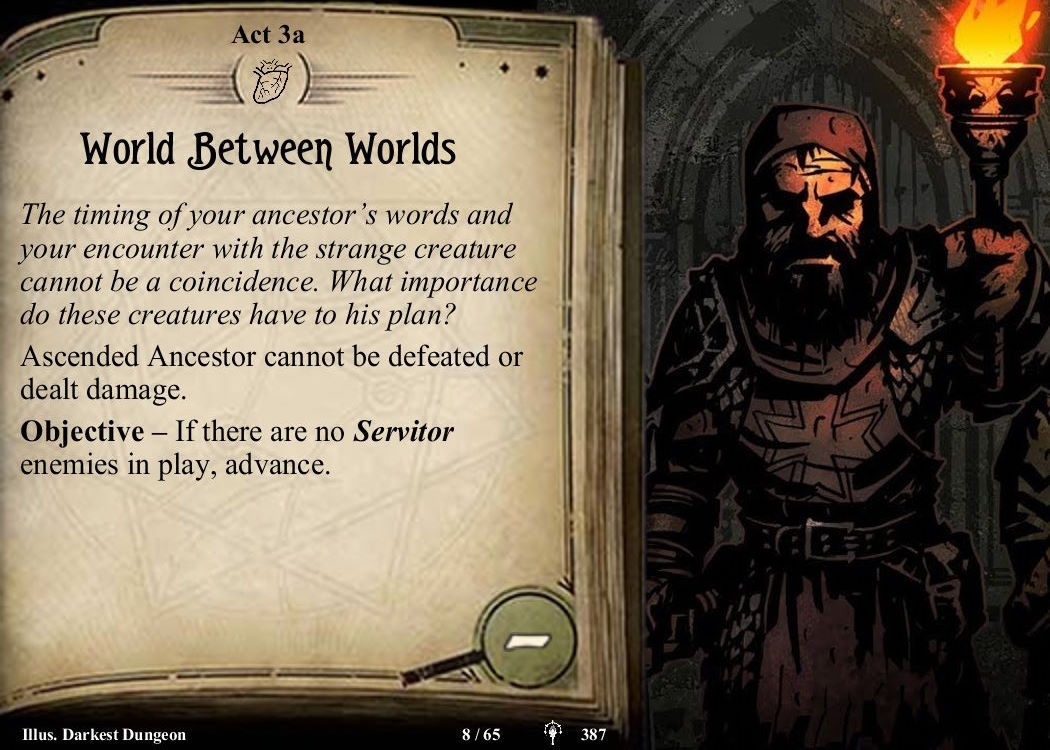 Act 3a
World Between Worlds
The timing of your ancestor’s words and
your encounter with the strange creature
cannot be a coincidence. What importance
do these creatures have to his plan?
Ascended Ancestor cannot be defeated or
dealt damage.
Objective – If there are no Servitor
enemies in play, advance.
–
Illus. Darkest Dungeon
8 / 65
387